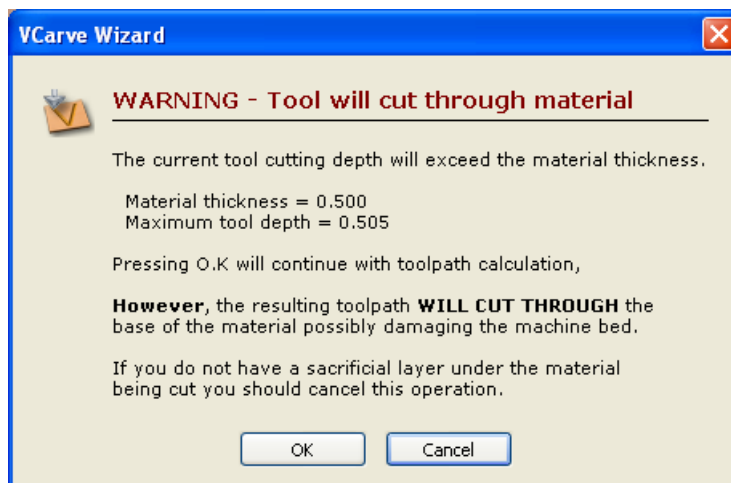 VCarve Wizard
WARNING - Tool will cut through material
The current tool cutting depth will exceed the material thickness.
Material thickness = 0.500
Maximum tool depth = 0.505
Pressing O.K will continue with toolpath calculation,
However, the resulting toolpath WILL CUT THROUGH the
base of the material possibly damaging the machine bed.
If you do not have a sacrificial layer under the material
being cut you should cancel this operation.
OK
Cancel